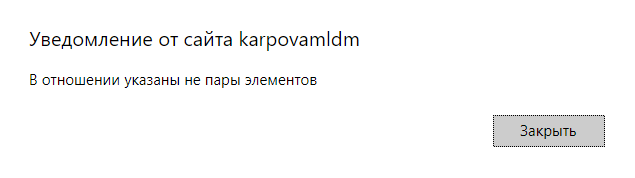 Уведомление от сайта karpovamldm
В отношении указаны не пары элементов
Закрыть